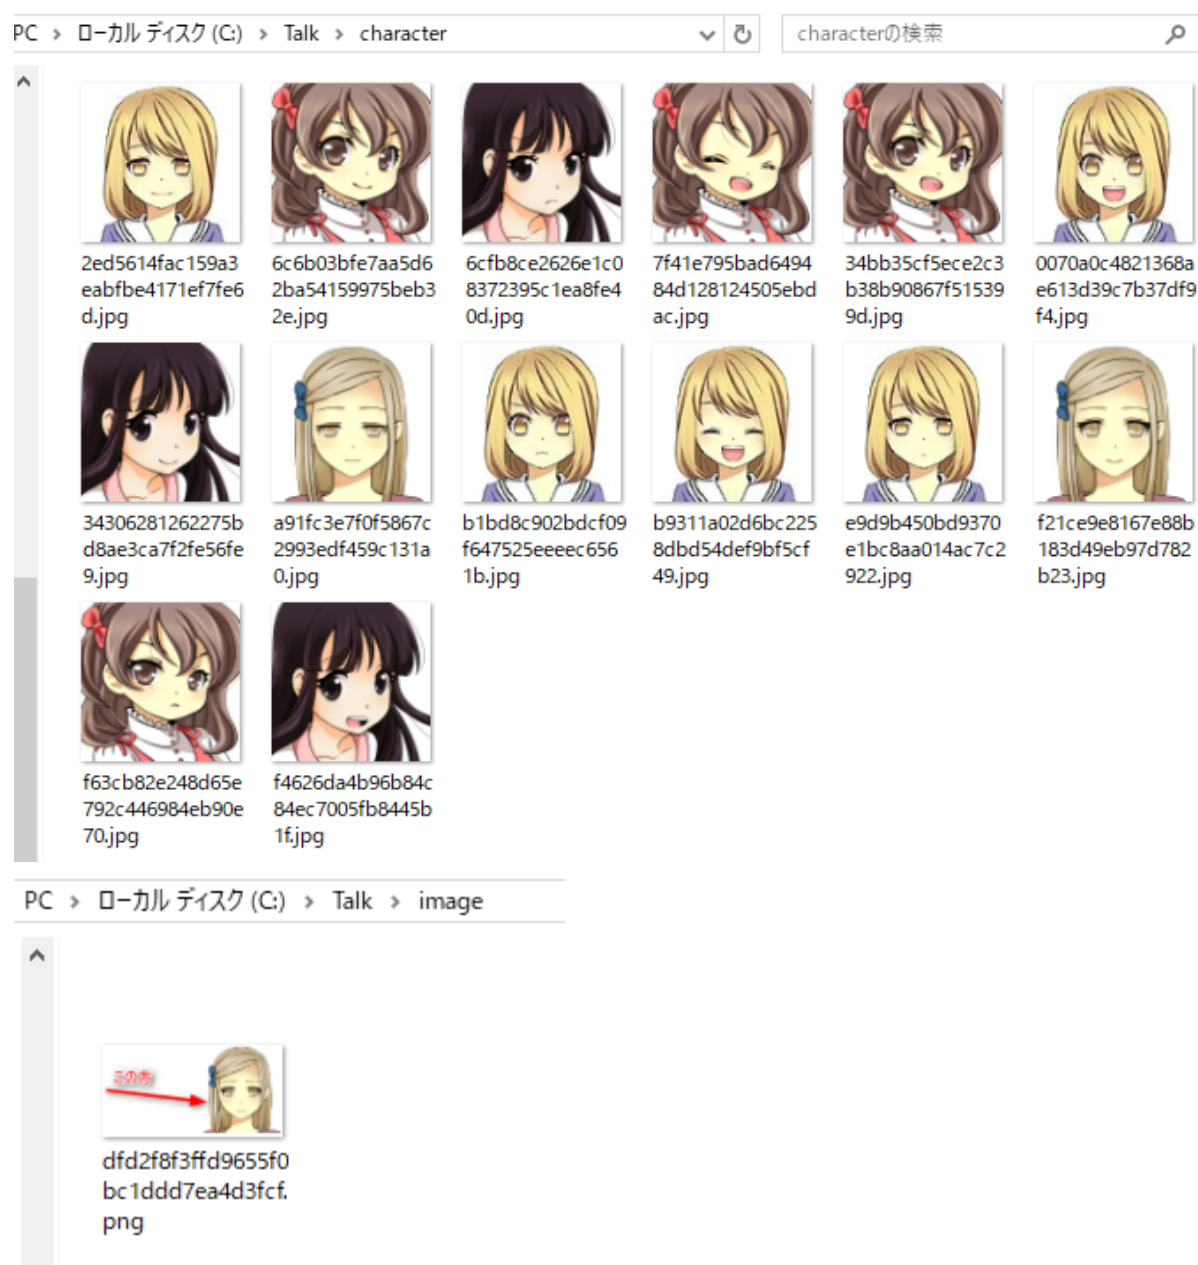 PC > ローカル ディスク (C:) > Talk > character
characterの検索
2ed5614fac159a3
eabfbe4171ef7fe6
d.jpg
6c6b03bfe7aa5d6
2ba54159975beb3
2e.jpg
6cfb8ce2626e1c0
8372395c1ea8fe4
0d.jpg
7f41e795bad6494
84d128124505ebd
ac.jpg
34bb35cf5ece2c3
b38b90867f51539
9d.jpg
0070a0c4821368a
e613d39c7b37df9
f4.jpg
34306281262275b
d8ae3ca7f2fe56fe
9.jpg
a91fc3e7f0f5867c
2993edf459c131a
0.jpg
b1bd8c902bdcf09
f647525eeeec656
1b.jpg
b9311a02d6bc225
8dbd54def9bf5cf
49.jpg
e9d9b450bd9370
e1bc8aa014ac7c2
922.jpg
f21ce9e8167e88b
183d49eb97d782
b23.jpg
f63cb82e248d65e
792c446984eb90e
70.jpg
f4626da4b96b84c
84ec7005fb8445b
1f.jpg
PC > ローカル ディスク (C:) > Talk > image
dfd2f8f3ffd9655f0
bc1ddd7ea4d3fcf.
png